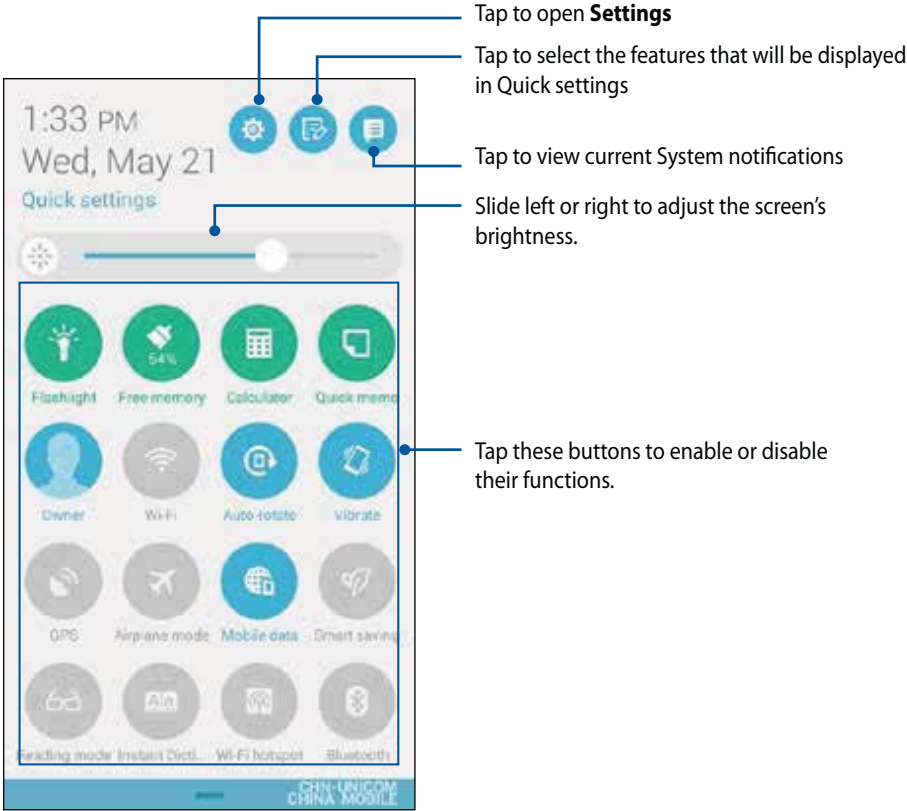 Tap to open Settings
Tap to select the features that will be displayed
in Quick settings
1:33 PM
Wed, May 21
Quick settings
Tap to view current System notifications
Slide left or right to adjust the screen's
brightness.
54%
Flashlight Free memory Calculator Quick memo
Owner Wi-Fi Auto-rotate Vibrate
Tap these buttons to enable or disable
their functions.
GPS Airplane mode Mobile data Smart saving
A/a
Reading mode Instant Dicti... Wi-Fi hotspot Bluetooth
CHN-UNICOM
CHINA MOBILE